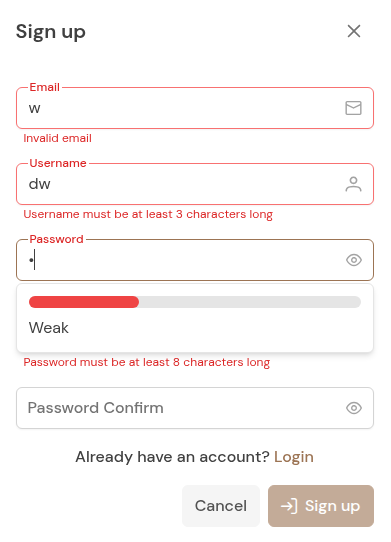 Sign up
Email
w
Invalid email
Username
dw
Username must be at least 3 characters long
Password
•
Weak
Password must be at least 8 characters long
Password Confirm
Already have an account? Login
Cancel
Sign up